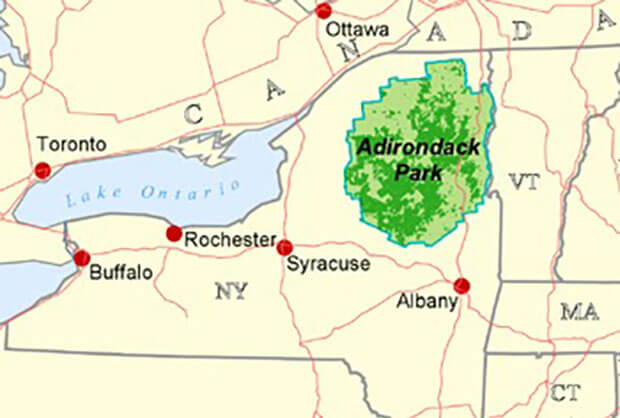 Ottawa
C A N A D A
Toronto
Adirondack
Park
Lake Ontario
VT
Rochester
Syracuse
Buffalo
NY
Albany
MA
CT